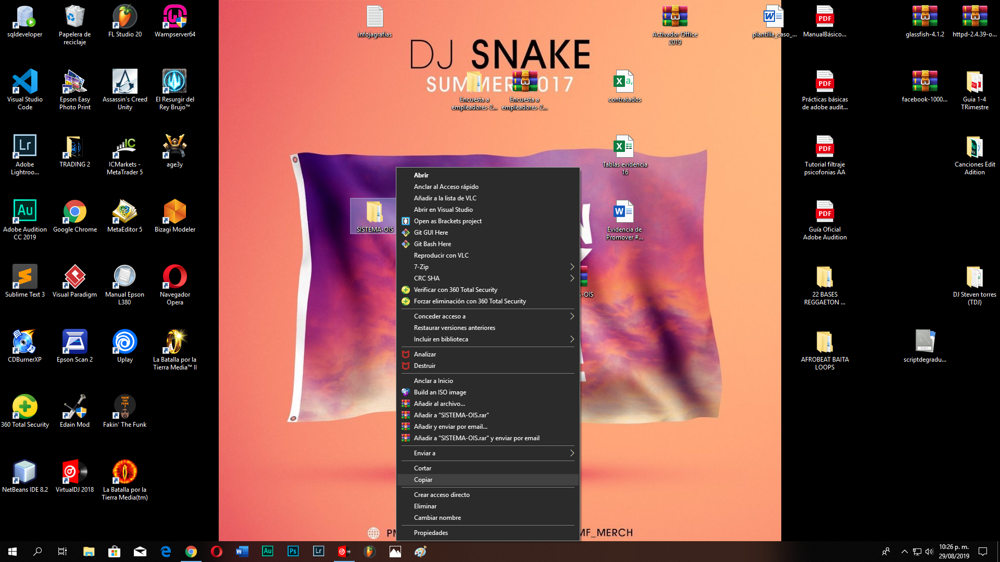 sqldeveloper
Papelera de
reciclaje
FL Studio 20
Wampserver64
infojagrafias
Activador Office
2019
plantilla_caso_...
ManualBásico...
glassfish-4.1.2
httpd-2.4.39-o...
DJ SNAKE
SUMMER 2017
Visual Studio
Code
Epson Easy
Photo Print
Assassin's Creed
Unity
El Resurgir del
Rey Brujo™
Encuesta a
empleadores-2...
Encuesta a
empleadores-2...
contratados
Prácticas básicas
de adobe audit...
facebook-1000...
Guia 1-4
TRimestre
Adobe
Lightroo...
TRADING 2
ICMarkets -
MetaTrader 5
age3y
Tablas evidencia
16
Tutorial filtraje
psicofonias AA
Canciones Edit
Adition
Adobe Audition
CC 2019
Google Chrome
MetaEditor 5
Bizagi Modeler
SISTEMA-OIS
Evidencia de
Promover #...
Guía Oficial
Adobe Audition
Sublime Text 3
Visual Paradigm
Manual Epson
L380
Navegador
Opera
-OIS
22 BASES
REGGAETON ...
DJ Steven torres
(TDJ)
CDBurnerXP
Epson Scan 2
Uplay
La Batalla por la
Tierra Media™ II
AFROBEAT BAITA
LOOPS
scriptdegradu...
360 Total Security
Edain Mod
Fakin' The Funk
NetBeans IDE 8.2
VirtualDJ 2018
La Batalla por la
Tierra Media(tm)
Abrir
Anclar al Acceso rápido
Añadir a la lista de VLC
Abrir en Visual Studio
Open as Brackets project
Git GUI Here
Git Bash Here
Reproducir con VLC
7-Zip
CRC SHA
Verificar con 360 Total Security
Forzar eliminación con 360 Total Security
Conceder acceso a
Restaurar versiones anteriores
Incluir en biblioteca
Analizar
Destruir
Anclar a Inicio
Build an ISO image
Añadir al archivo...
Añadir a "SISTEMA-OIS.rar"
Añadir y enviar por email...
Añadir a "SISTEMA-OIS.rar" y enviar por email
Enviar a
Cortar
Copiar
Crear acceso directo
Eliminar
Cambiar nombre
Propiedades
MF_MERCH
10:26 p. m.
29/08/2019